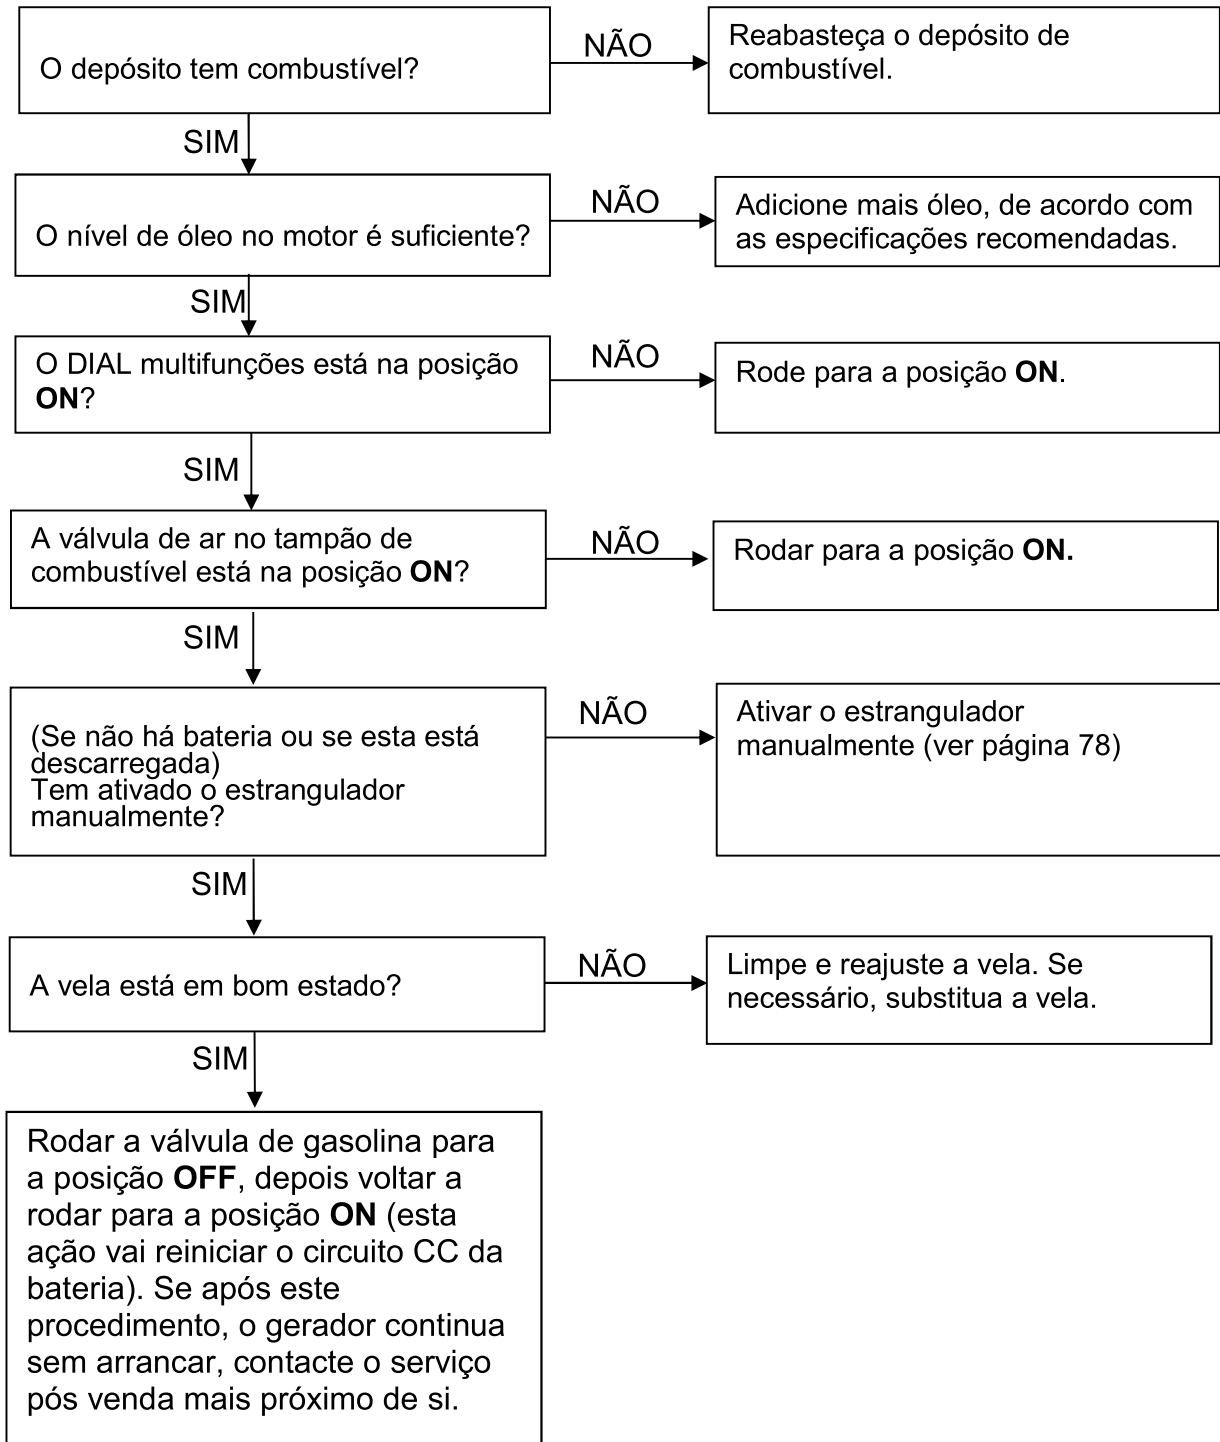 O depósito tem combustível?
NÃO
Reabasteça o depósito de
combustível.
SIM
O nível de óleo no motor é suficiente?
NÃO
Adicione mais óleo, de acordo com
as especificações recomendadas.
SIM
O DIAL multifunções está na posição
ON?
NÃO
Rode para a posição ON.
SIM
A válvula de ar no tampão de
combustível está na posição ON?
NÃO
Rodar para a posição ON.
SIM
(Se não há bateria ou se esta está
descarregada)
Tem ativado o estrangulador
manualmente?
NÃO
Ativar o estrangulador
manualmente (ver página 78)
SIM
A vela está em bom estado?
NÃO
Limpe e reajuste a vela. Se
necessário, substitua a vela.
SIM
Rodar a válvula de gasolina para
a posição OFF, depois voltar a
rodar para a posição ON (esta
ação vai reiniciar o circuito CC da
bateria). Se após este
procedimento, o gerador continua
sem arrancar, contacte o serviço
pós venda mais próximo de si.